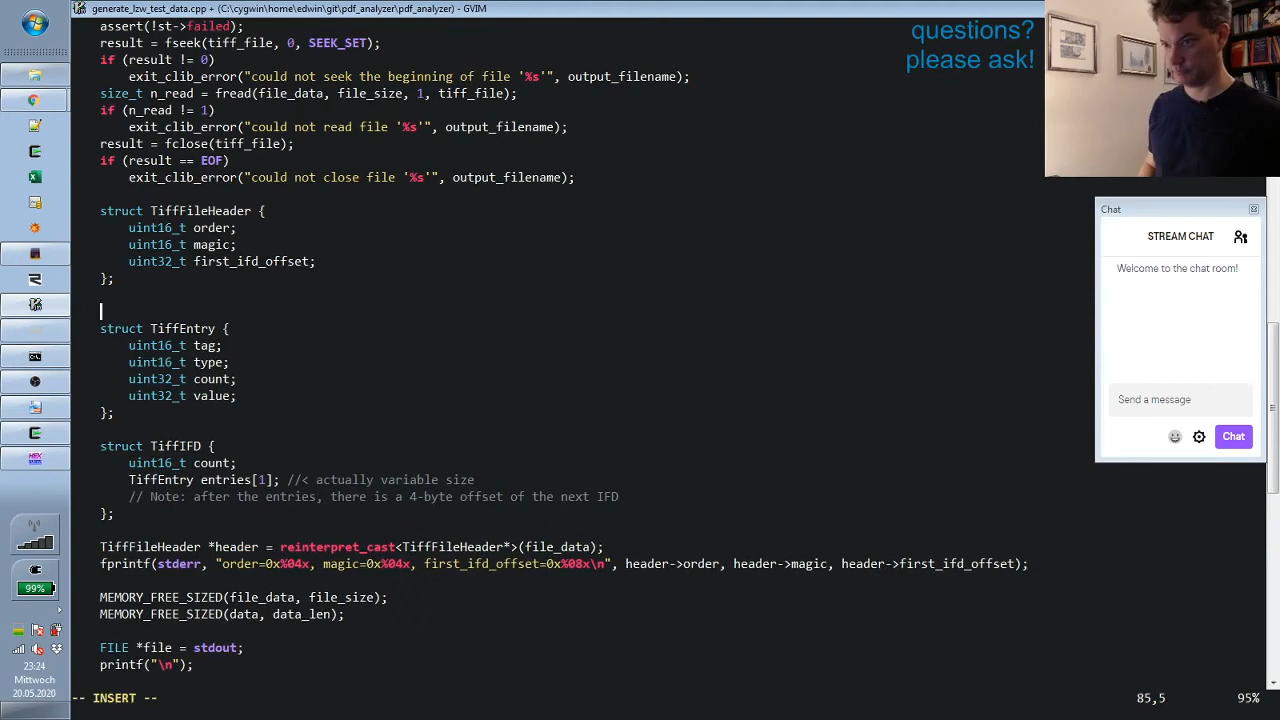 generate_lzw_test_data.cpp + (C:\cygwin\home\edwin\git\pdf_analyzer\pdf_analyzer) - GVIM
assert(!st->failed);
result = fseek(tiff_file, 0, SEEK_SET);
if (result != 0)
exit_clib_error("could not seek the beginning of file '%s'", output_filename);
size_t n_read = fread(file_data, file_size, 1, tiff_file);
if (n_read != 1)
exit_clib_error("could not read file '%s'", output_filename);
result = fclose(tiff_file);
if (result == EOF)
exit_clib_error("could not close file '%s'", output_filename);
struct TiffFileHeader {
uint16_t order;
uint16_t magic;
uint32_t first_ifd_offset;
};
struct TiffEntry {
uint16_t tag;
uint16_t type;
uint32_t count;
uint32_t value;
};
struct TiffIFD {
uint16_t count;
TiffEntry entries[1]; //< actually variable size
// Note: after the entries, there is a 4-byte offset of the next IFD
};
TiffFileHeader *header = reinterpret_cast<TiffFileHeader*>(file_data);
fprintf(stderr, "order=0x%04x, magic=0x%04x, first_ifd_offset=0x%08x\n", header->order, header->magic, header->first_ifd_offset);
MEMORY_FREE_SIZED(file_data, file_size);
MEMORY_FREE_SIZED(data, data_len);
FILE *file = stdout;
printf("\n");
-- INSERT --
85,5
95%
questions?
please ask!
Chat
STREAM CHAT
Welcome to the chat room!
Send a message
Chat
HEX
99%
23:24
Mittwoch
20.05.2020